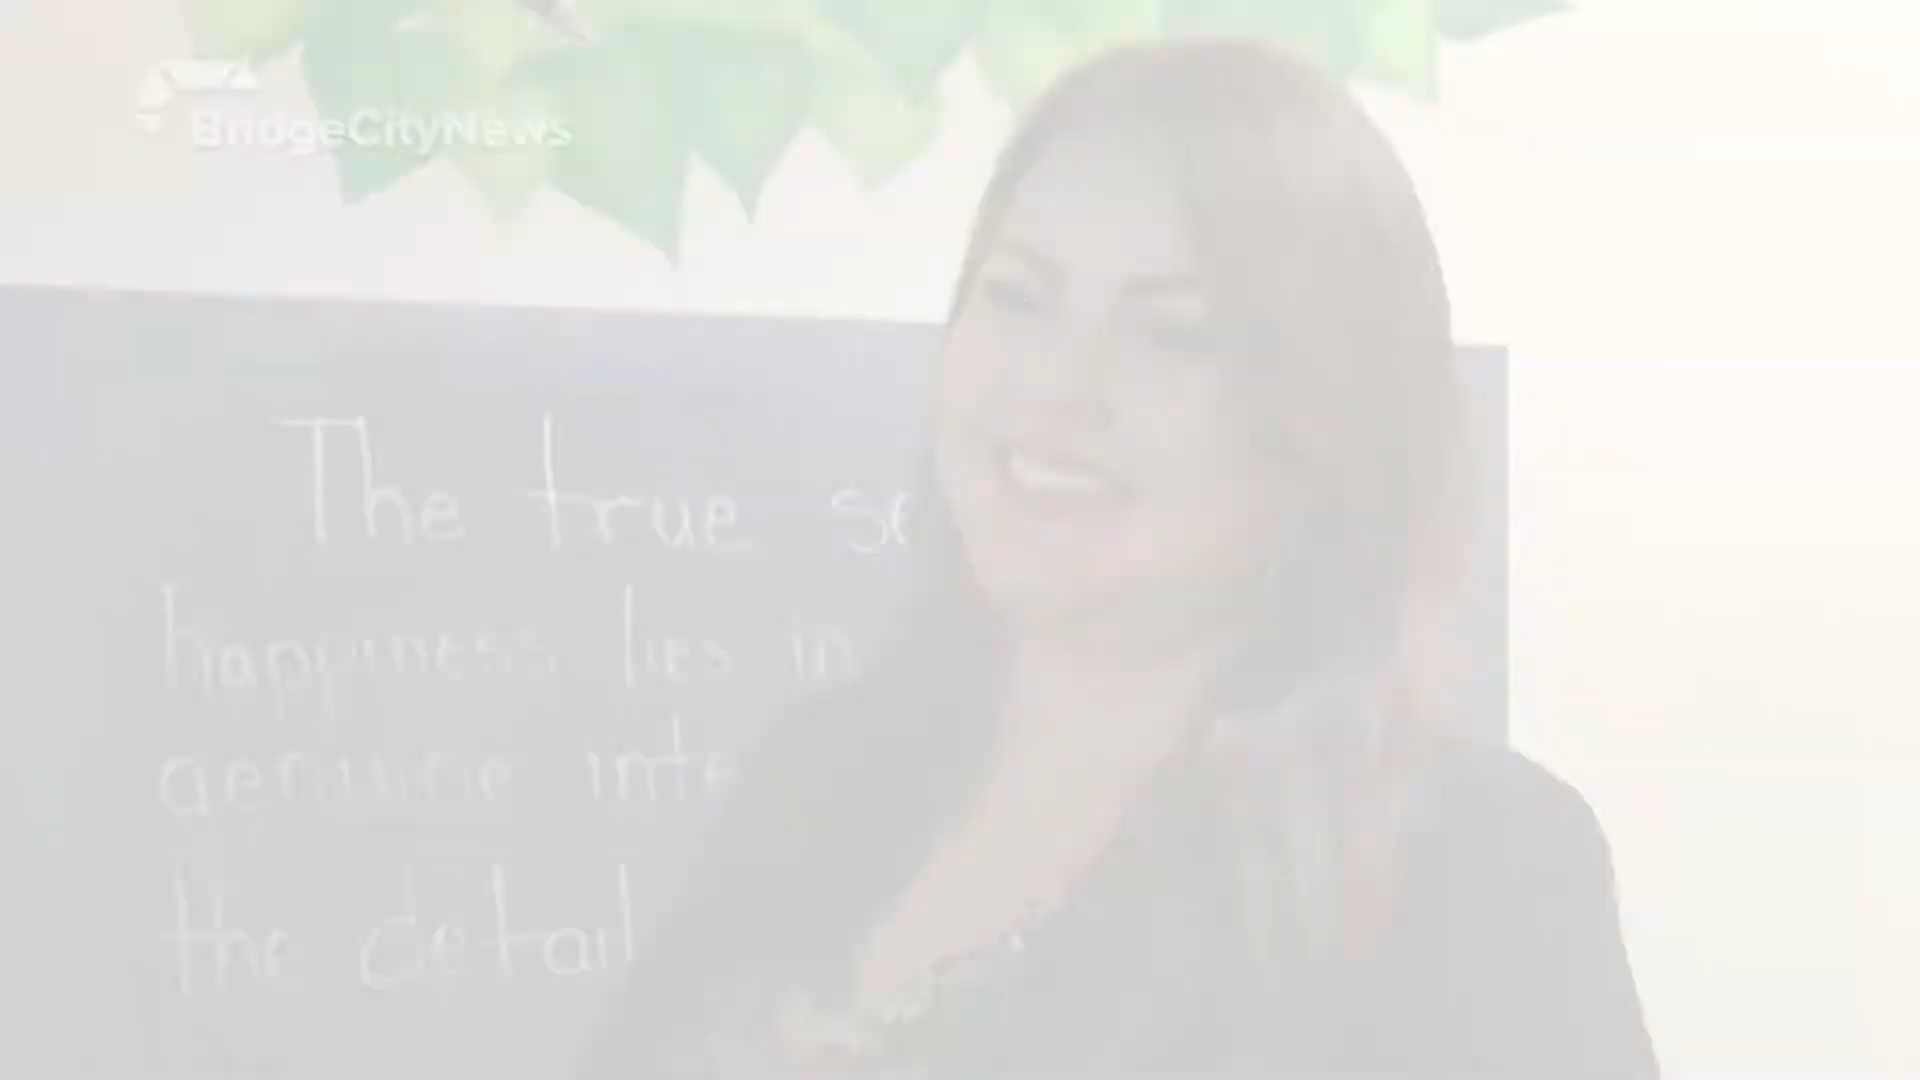 BridgeCityNews
The true se
happiness lies in
genuine inte
the detail